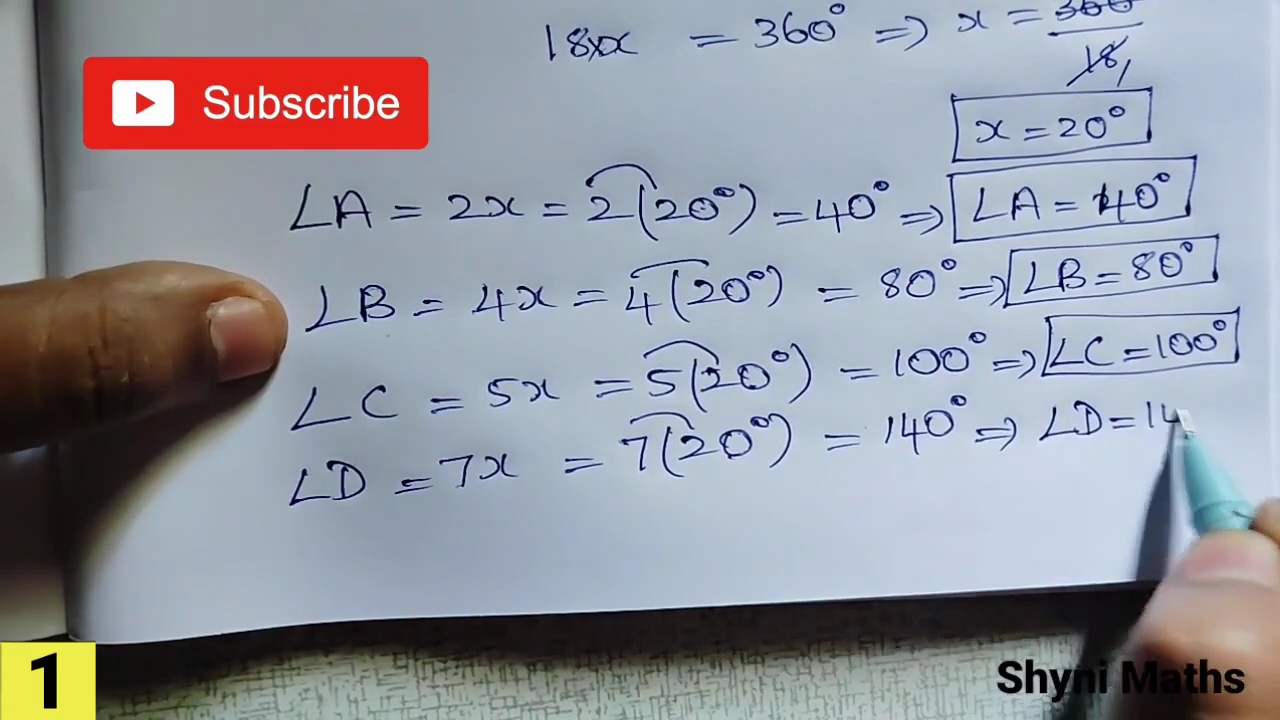 18x = 360° ⇒ x = 360/18
Subscribe
x = 20°
∠A = 2x = 2(20°) = 40° ⇒ ∠A = 40°
∠B = 4x = 4(20°) = 80° ⇒ ∠B = 80°
∠C = 5x = 5(20°) = 100° ⇒ ∠C = 100°
∠D = 7x = 7(20°) = 140° ⇒ ∠D = 14
1
Shyni Maths